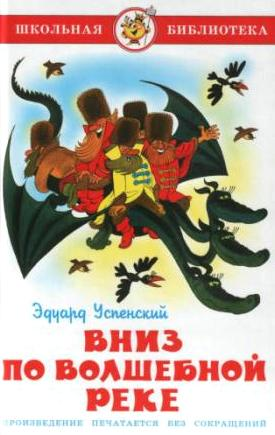 ШКОЛЬНАЯ БИБЛИОТЕКА
Эдуард Успенский
ВНИЗ
ПО ВОЛШЕБНОЙ
РЕКЕ
ПРОИЗВЕДЕНИЕ ПЕЧАТАЕТСЯ БЕЗ СОКРАЩЕНИЙ